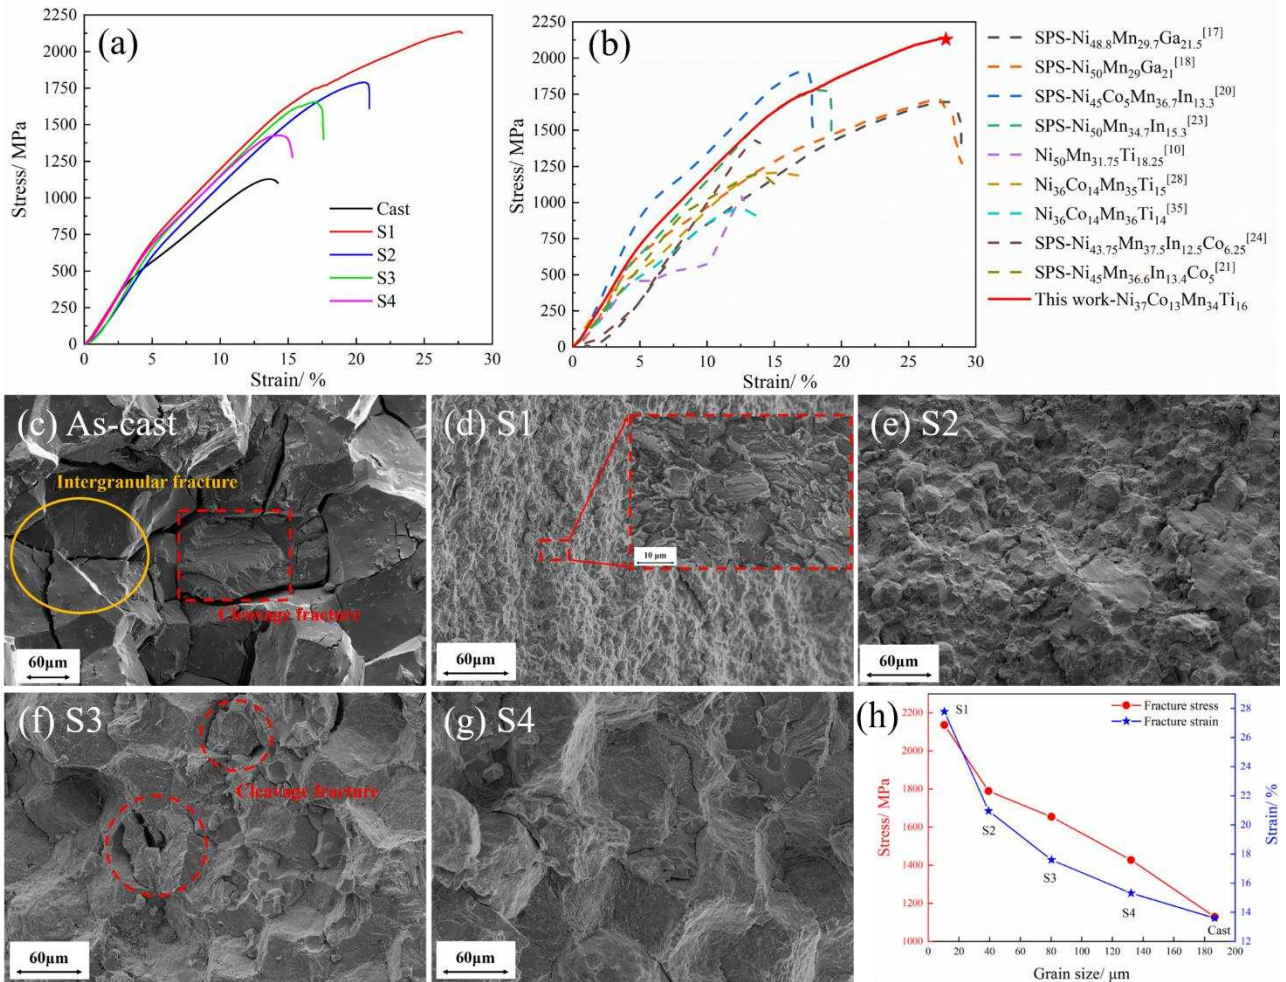 (a)
Stress/ MPa
2250
2000
1750
1500
1250
1000
750
500
250
0
0 5 10 15 20 25 30
Strain/ %
Cast
S1
S2
S3
S4
(b)
Stress/ MPa
2250
2000
1750
1500
1250
1000
750
500
250
0
0 5 10 15 20 25 30
Strain/ %
SPS-Ni48.8Mn29.7Ga21.5[17]
SPS-Ni50Mn29Ga21[18]
SPS-Ni45Co5Mn36.7In13.3[20]
SPS-Ni50Mn34.7In15.3[23]
Ni50Mn31.75Ti18.25[10]
Ni36Co14Mn35Ti15[28]
Ni36Co14Mn36Ti14[35]
SPS-Ni43.75Mn37.5In12.5Co6.25[24]
SPS-Ni45Mn36.6In13.4Co5[21]
This work-Ni37Co13Mn34Ti16
(c) As-cast
Intergranular fracture
Cleavage fracture
60μm
(d) S1
10 μm
60μm
(e) S2
60μm
(f) S3
Cleavage fracture
60μm
(g) S4
60μm
(h)
Stress/ MPa
2200
2000
1800
1600
1400
1200
1000
Fracture stress
Fracture strain
S1
S2
S3
S4
Cast
28
26
24
22
20
18
16
14
12
Strain/ %
0 20 40 60 80 100 120 140 160 180 200
Grain size/ μm